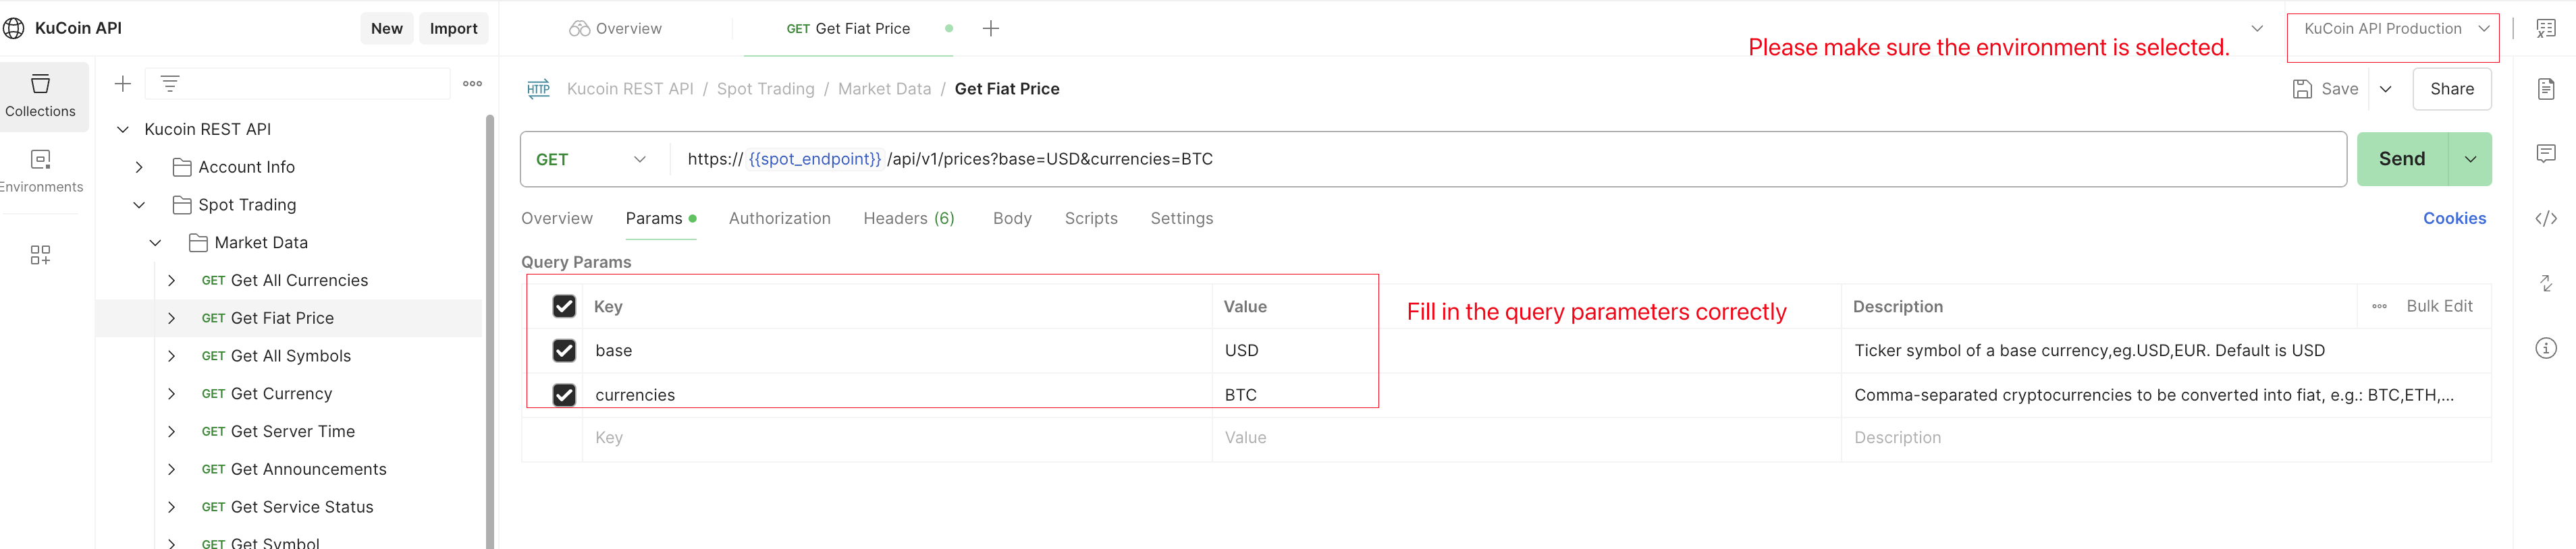 KuCoin API
New
Import
Overview
GET Get Fiat Price
KuCoin API Production
Please make sure the environment is selected.
Collections
Environments
Kucoin REST API / Spot Trading / Market Data / Get Fiat Price
Save
Share
Kucoin REST API
Account Info
Spot Trading
Market Data
GET Get All Currencies
GET Get Fiat Price
GET Get All Symbols
GET Get Currency
GET Get Server Time
GET Get Announcements
GET Get Service Status
GET Get Symbol
GET
https:// {{spot_endpoint}} /api/v1/prices?base=USD&currencies=BTC
Send
Overview Params Authorization Headers (6) Body Scripts Settings
Cookies
Query Params
Key Value Description Bulk Edit
Fill in the query parameters correctly
base USD Ticker symbol of a base currency,eg.USD,EUR. Default is USD
currencies BTC Comma-separated cryptocurrencies to be converted into fiat, e.g.: BTC,ETH,...
Key Value Description